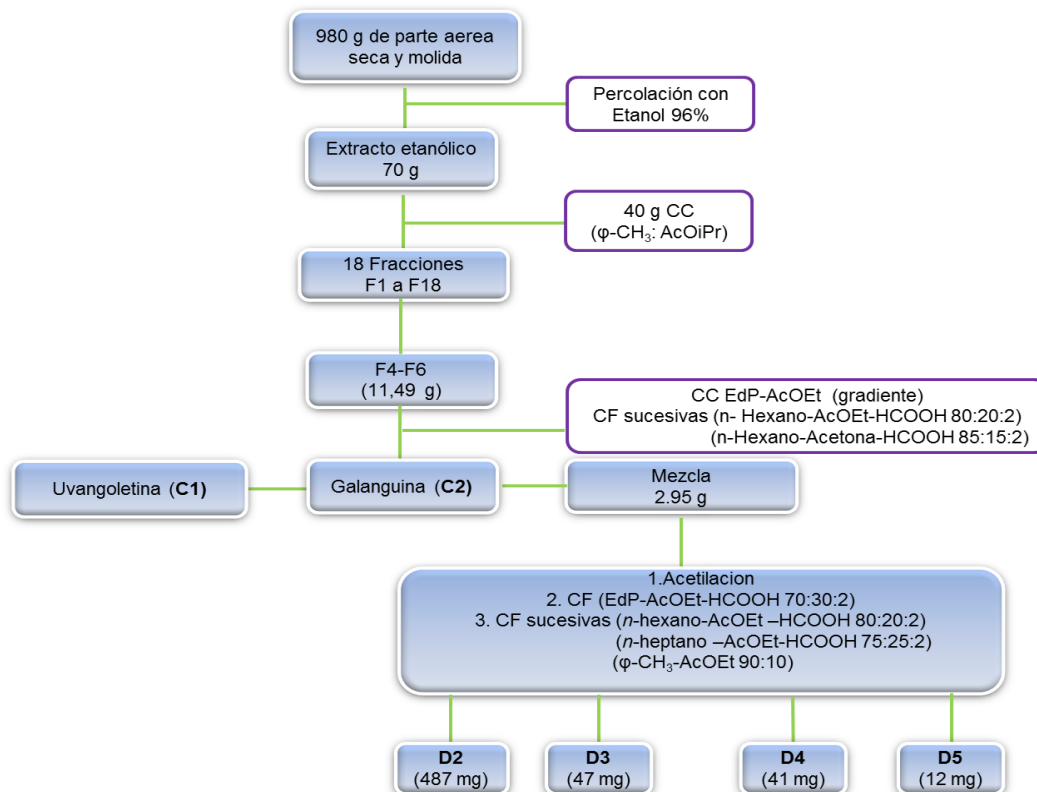 980 g de parte aerea
seca y molida
Percolación con
Etanol 96%
Extracto etanólico
70 g
40 g CC
(φ-CH₃: AcOiPr)
18 Fracciones
F1 a F18
F4-F6
(11,49 g)
CC EdP-AcOEt (gradiente)
CF sucesivas (n- Hexano-AcOEt-HCOOH 80:20:2)
(n-Hexano-Acetona-HCOOH 85:15:2)
Uvangoletina (C1)
Galanguina (C2)
Mezcla
2.95 g
1.Acetilacion
2. CF (EdP-AcOEt-HCOOH 70:30:2)
3. CF sucesivas (n-hexano-AcOEt –HCOOH 80:20:2)
(n-heptano –AcOEt-HCOOH 75:25:2)
(φ-CH₃-AcOEt 90:10)
D2
(487 mg)
D3
(47 mg)
D4
(41 mg)
D5
(12 mg)